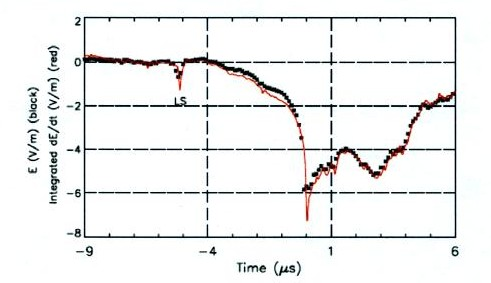 E (V/m) (black)
Integrated dE/dt (V/m) (red)
2
0
−2
−4
−6
−8
LS
−9
−4
1
6
Time (μs)